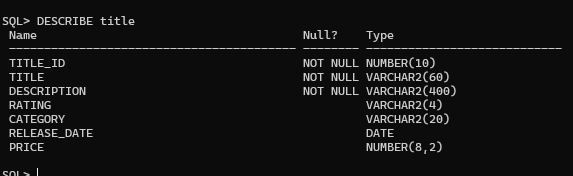 SQL> DESCRIBE title
Name Null? Type
TITLE_ID NOT NULL NUMBER(10)
TITLE NOT NULL VARCHAR2(60)
DESCRIPTION NOT NULL VARCHAR2(400)
RATING VARCHAR2(4)
CATEGORY VARCHAR2(20)
RELEASE_DATE DATE
PRICE NUMBER(8,2)
SQL>